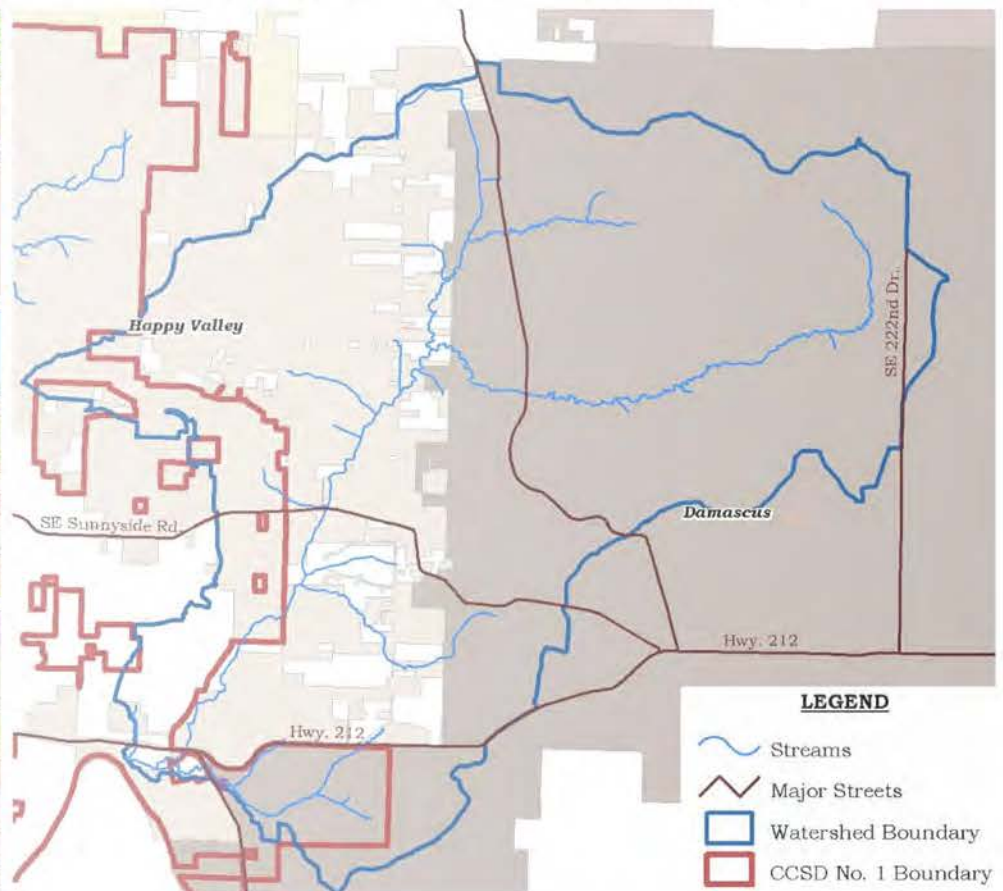 Happy Valley
SE 222nd Dr.
SE Sunnyside Rd.
Damascus
Hwy. 212
Hwy. 212
LEGEND
Streams
Major Streets
Watershed Boundary
CCSD No. 1 Boundary